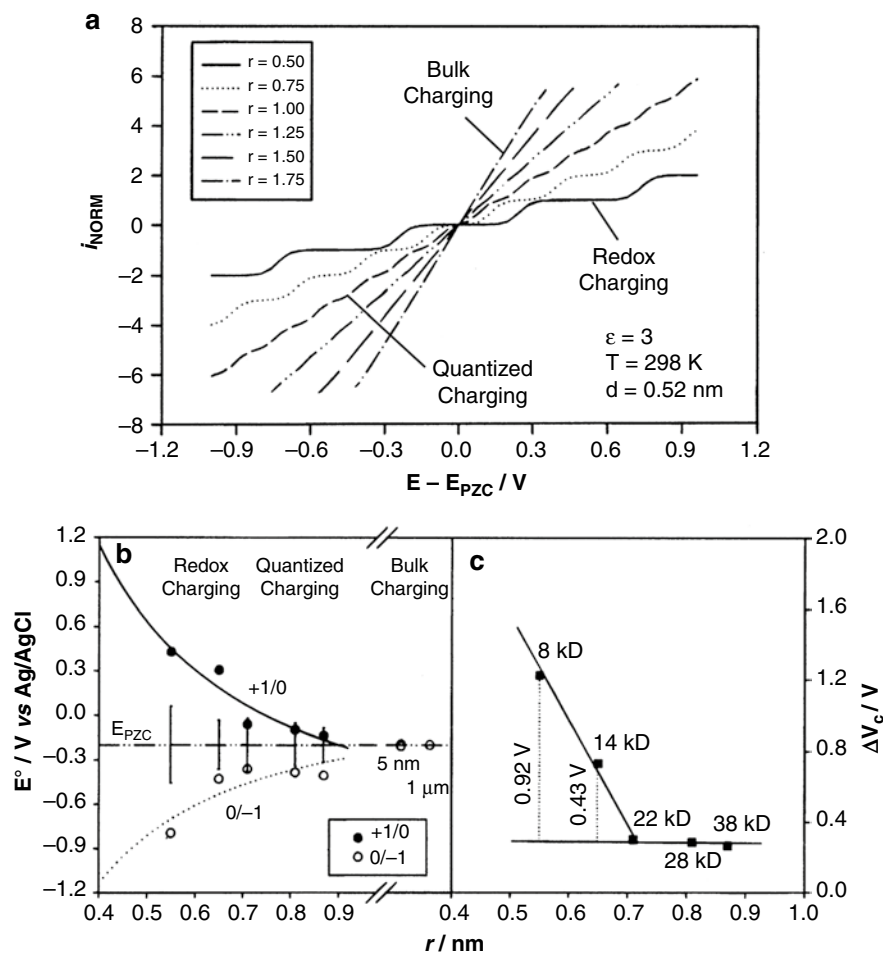 a
r = 0.50
r = 0.75
r = 1.00
r = 1.25
r = 1.50
r = 1.75
Bulk
Charging
Redox
Charging
Quantized
Charging
ε = 3
T = 298 K
d = 0.52 nm
8
6
4
2
0
−2
−4
−6
−8
iNORM
−1.2 −0.9 −0.6 −0.3 0.0 0.3 0.6 0.9 1.2
E − EPZC / V
b
Redox
Charging
Quantized
Charging
Bulk
Charging
+1/0
EPZC
0/−1
5 nm
1 μm
+1/0
0/−1
1.2
0.9
1.2
0.6
0.3
0.0
−0.3
−0.6
−0.9
−1.2
E° / V vs Ag/AgCl
0.4 0.5 0.6 0.7 0.8 0.9
c
8 kD
14 kD
22 kD
38 kD
28 kD
0.92 V
0.43 V
2.0
1.6
1.2
0.8
0.4
0.0
ΔVc / V
0.4 0.5 0.6 0.7 0.8 0.9 1.0
r / nm